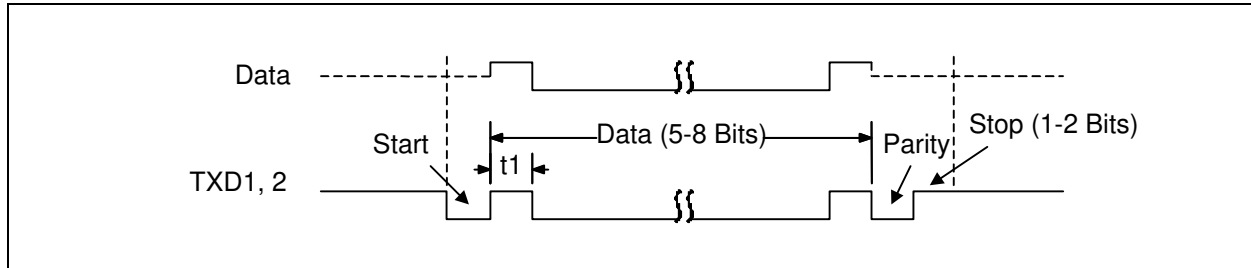 Data
Data (5-8 Bits)
Stop (1-2 Bits)
Start
Parity
t1
TXD1, 2